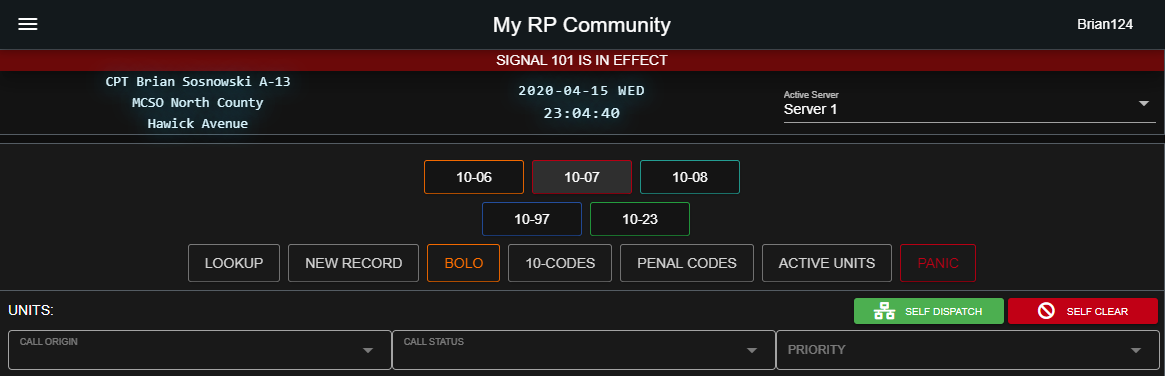 My RP Community
Brian124
SIGNAL 101 IS IN EFFECT
CPT Brian Sosnowski A-13
MCSO North County
Hawick Avenue
2020-04-15 WED
23:04:40
Active Server
Server 1
10-06
10-07
10-08
10-97
10-23
LOOKUP
NEW RECORD
BOLO
10-CODES
PENAL CODES
ACTIVE UNITS
PANIC
UNITS:
SELF DISPATCH
SELF CLEAR
CALL ORIGIN
CALL STATUS
PRIORITY